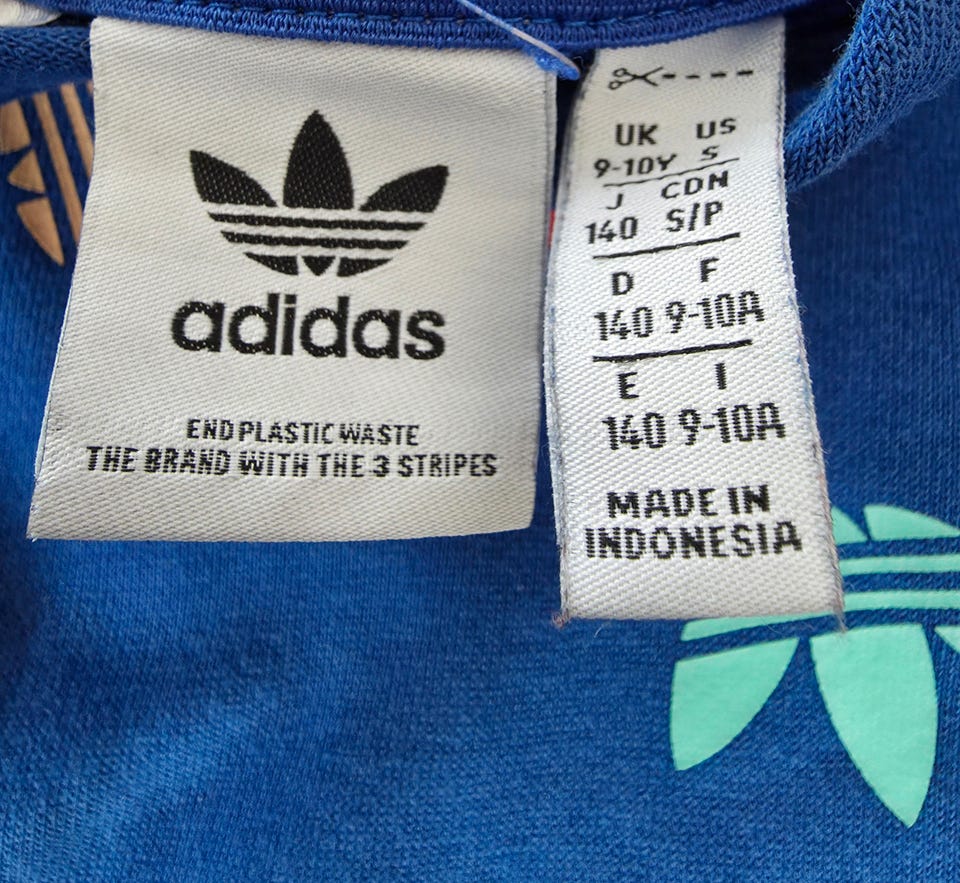 adidas
END PLASTIC WASTE
THE BRAND WITH THE 3 STRIPES
UK US
9-10Y S
J CDN
140 S/P
D F
140 9-10A
E I
140 9-10A
MADE IN
INDONESIA